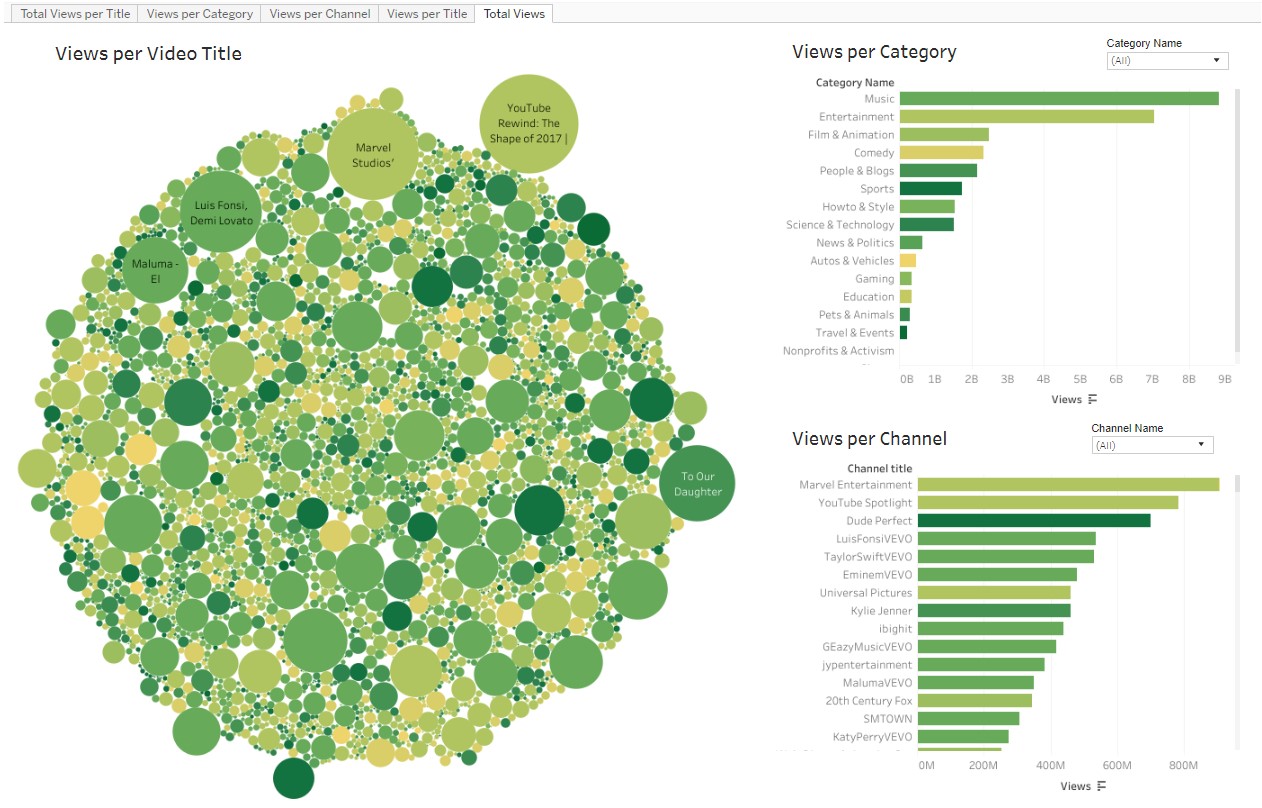 Total Views per Title
Views per Category
Views per Channel
Views per Title
Total Views
Views per Video Title
YouTube
Rewind: The
Shape of 2017 |
Marvel
Studios'
Luis Fonsi,
Demi Lovato
Maluma -
El
To Our
Daughter
Views per Category
Category Name
(All)
Category Name
Music
Entertainment
Film & Animation
Comedy
People & Blogs
Sports
Howto & Style
Science & Technology
News & Politics
Autos & Vehicles
Gaming
Education
Pets & Animals
Travel & Events
Nonprofits & Activism
0B 1B 2B 3B 4B 5B 6B 7B 8B 9B
Views
Views per Channel
Channel Name
(All)
Channel title
Marvel Entertainment
YouTube Spotlight
Dude Perfect
LuisFonsiVEVO
TaylorSwiftVEVO
EminemVEVO
Universal Pictures
Kylie Jenner
ibighit
GEazyMusicVEVO
jypentertainment
MalumaVEVO
20th Century Fox
SMTOWN
KatyPerryVEVO
0M 200M 400M 600M 800M
Views